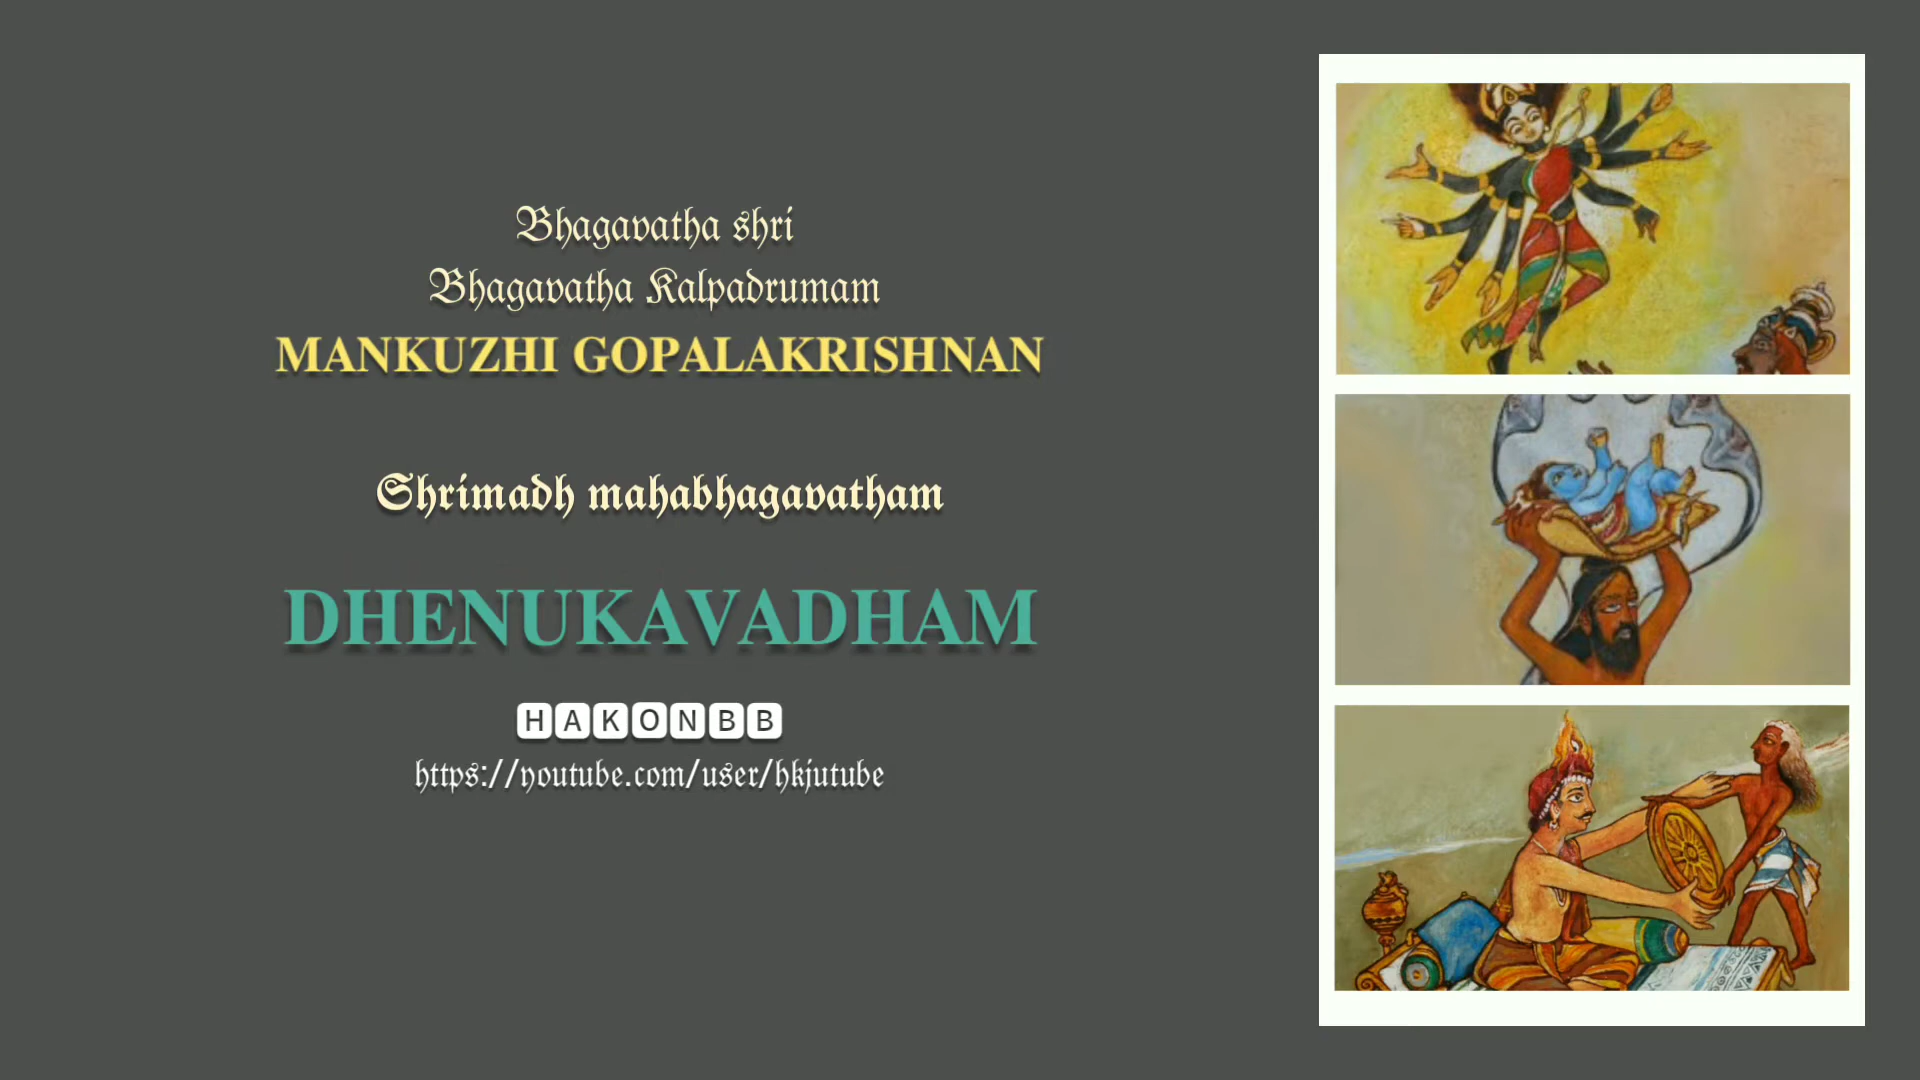 Bhagavatha shri
Bhagavatha Kalpadrumam
MANKUZHI GOPALAKRISHNAN
Shrimadh mahabhagavatham
DHENUKAVADHAM
HAKONBB
https://youtube.com/user/hkjutube